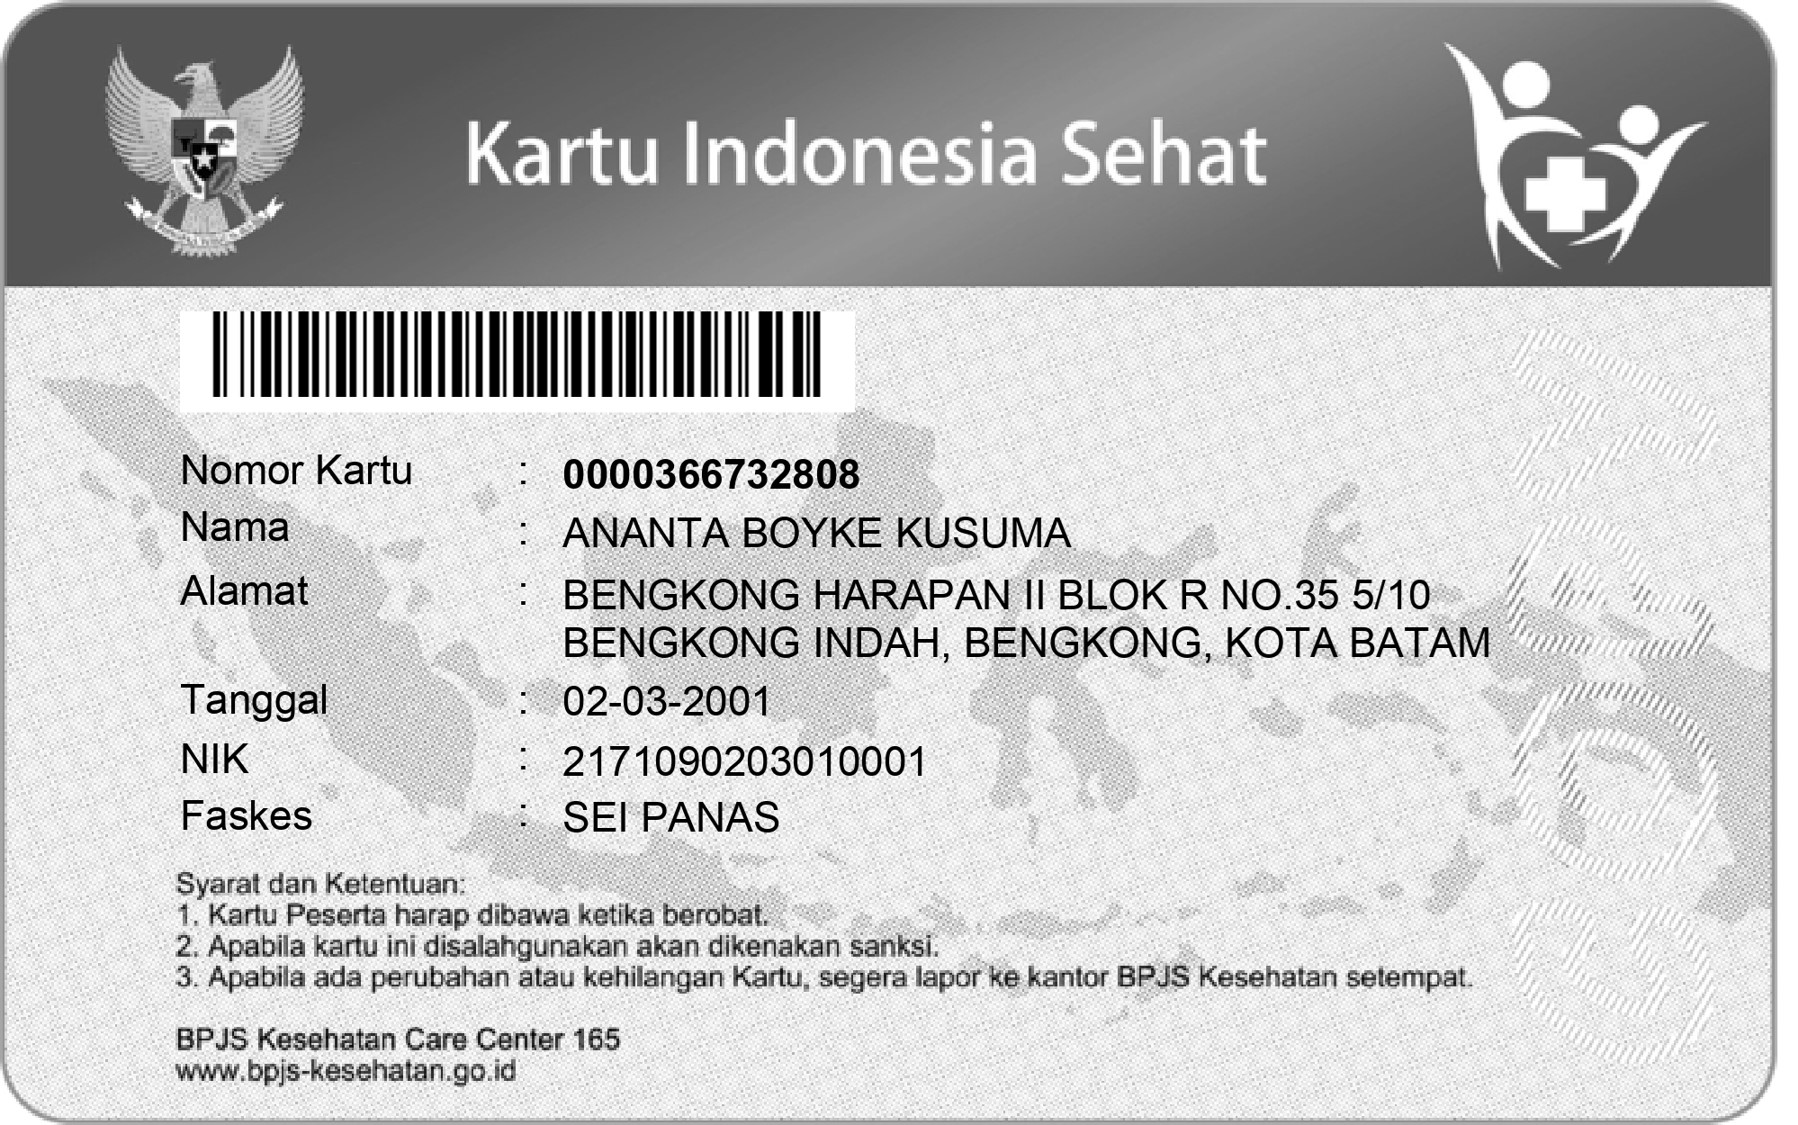 Kartu Indonesia Sehat
Nomor Kartu : 0000366732808
Nama : ANANTA BOYKE KUSUMA
Alamat : BENGKONG HARAPAN II BLOK R NO.35 5/10
BENGKONG INDAH, BENGKONG, KOTA BATAM
Tanggal : 02-03-2001
NIK : 2171090203010001
Faskes : SEI PANAS
Syarat dan Ketentuan:
1. Kartu Peserta harap dibawa ketika berobat.
2. Apabila kartu ini disalahgunakan akan dikenakan sanksi.
3. Apabila ada perubahan atau kehilangan Kartu, segera lapor ke kantor BPJS Kesehatan setempat.
BPJS Kesehatan Care Center 165
www.bpjs-kesehatan.go.id